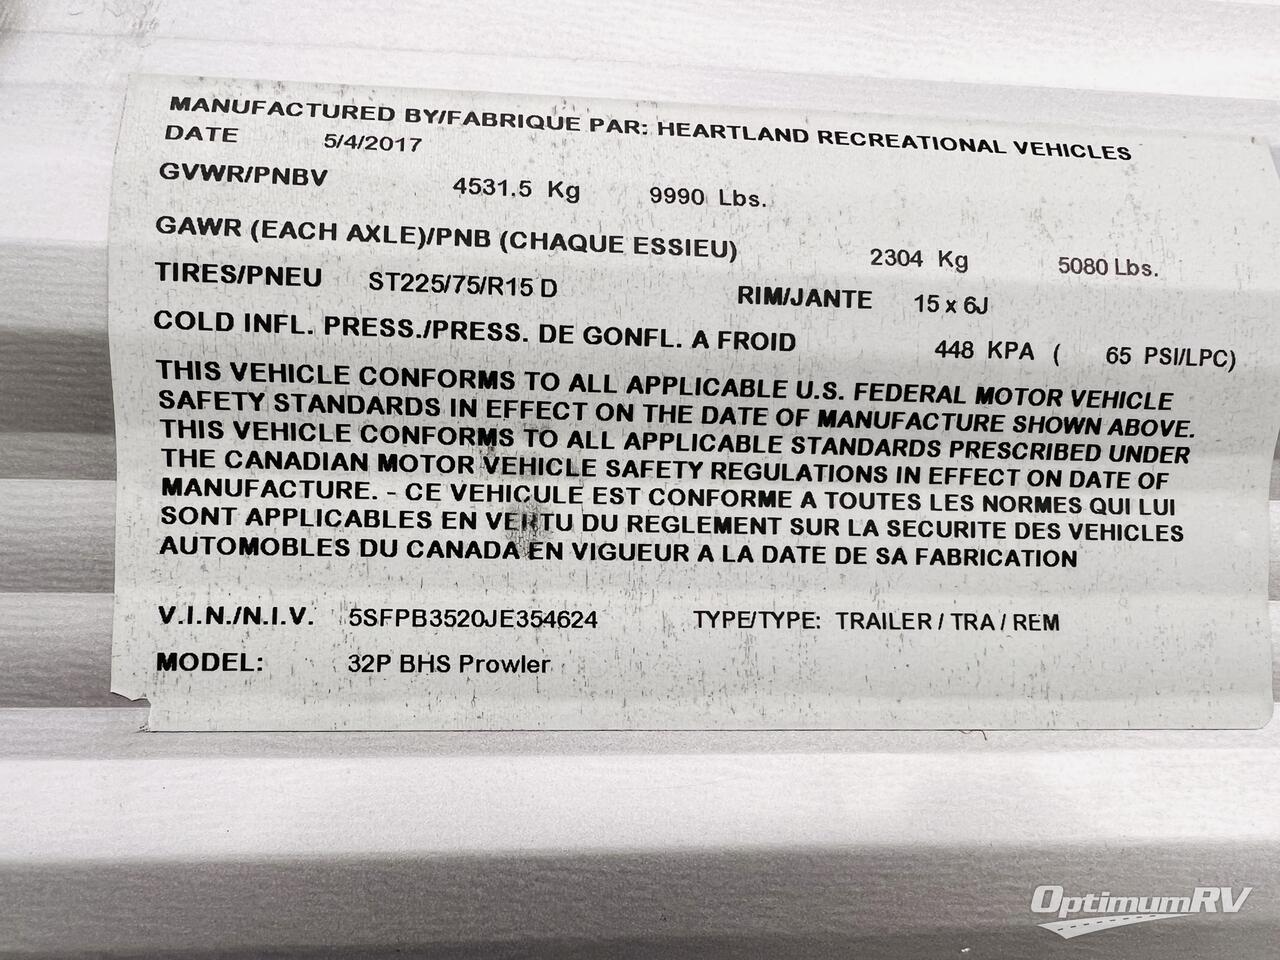 MANUFACTURED BY/FABRIQUE PAR: HEARTLAND RECREATIONAL VEHICLES
DATE 5/4/2017
GVWR/PNBV 4531.5 Kg 9990 Lbs.
GAWR (EACH AXLE)/PNB (CHAQUE ESSIEU) 2304 Kg 5080 Lbs.
TIRES/PNEU ST225/75/R15 D RIM/JANTE 15 x 6J
COLD INFL. PRESS./PRESS. DE GONFL. A FROID 448 KPA ( 65 PSI/LPC)
THIS VEHICLE CONFORMS TO ALL APPLICABLE U.S. FEDERAL MOTOR VEHICLE
SAFETY STANDARDS IN EFFECT ON THE DATE OF MANUFACTURE SHOWN ABOVE.
THIS VEHICLE CONFORMS TO ALL APPLICABLE STANDARDS PRESCRIBED UNDER
THE CANADIAN MOTOR VEHICLE SAFETY REGULATIONS IN EFFECT ON DATE OF
MANUFACTURE. - CE VEHICULE EST CONFORME A TOUTES LES NORMES QUI LUI
SONT APPLICABLES EN VERTU DU REGLEMENT SUR LA SECURITE DES VEHICLES
AUTOMOBLES DU CANADA EN VIGUEUR A LA DATE DE SA FABRICATION
V.I.N./N.I.V. 5SFPB3520JE354624 TYPE/TYPE: TRAILER / TRA / REM
MODEL: 32P BHS Prowler
OptimumRV